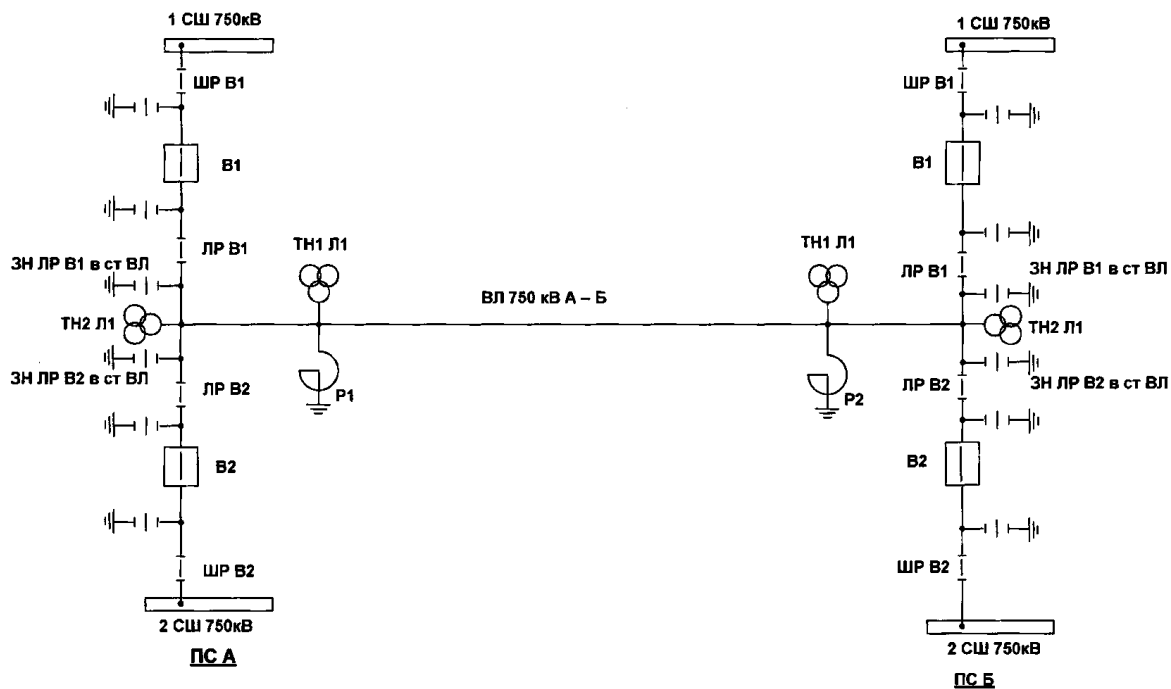 1 СШ 750кВ
1 СШ 750кВ
ШР В1
ШР В1
В1
В1
ЛР В1
ТН1 Л1
ТН1 Л1
ЛР В1
ЗН ЛР В1 в ст ВЛ
ЗН ЛР В1 в ст ВЛ
ВЛ 750 кВ А – Б
ТН2 Л1
ТН2 Л1
ЗН ЛР В2 в ст ВЛ
ЗН ЛР В2 в ст ВЛ
ЛР В2
Р1
Р2
ЛР В2
В2
В2
ШР В2
ШР В2
2 СШ 750кВ
2 СШ 750кВ
ПС А
ПС Б